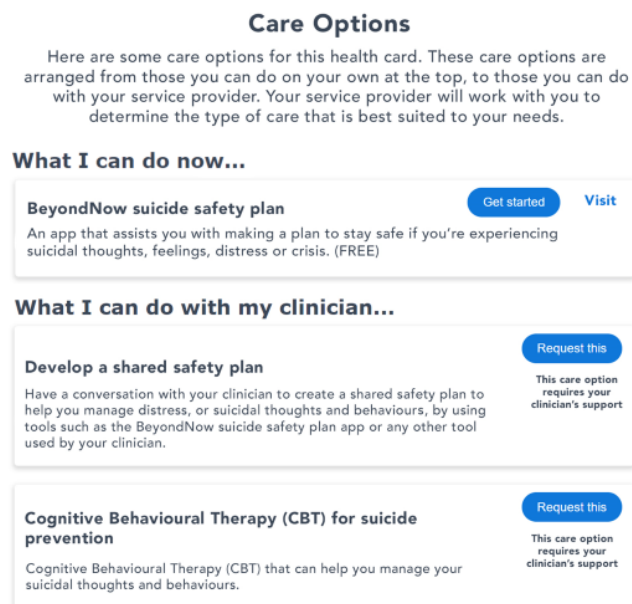 Care Options
Here are some care options for this health card. These care options are
arranged from those you can do on your own at the top, to those you can do
with your service provider. Your service provider will work with you to
determine the type of care that is best suited to your needs.
What I can do now...
BeyondNow suicide safety plan
Get started
Visit
An app that assists you with making a plan to stay safe if you're experiencing
suicidal thoughts, feelings, distress or crisis. (FREE)
What I can do with my clinician...
Request this
Develop a shared safety plan
This care option
requires your
clinician's support
Have a conversation with your clinician to create a shared safety plan to
help you manage distress, or suicidal thoughts and behaviours, by using
tools such as the BeyondNow suicide safety plan app or any other tool
used by your clinician.
Request this
Cognitive Behavioural Therapy (CBT) for suicide
prevention
This care option
requires your
clinician's support
Cognitive Behavioural Therapy (CBT) that can help you manage your
suicidal thoughts and behaviours.